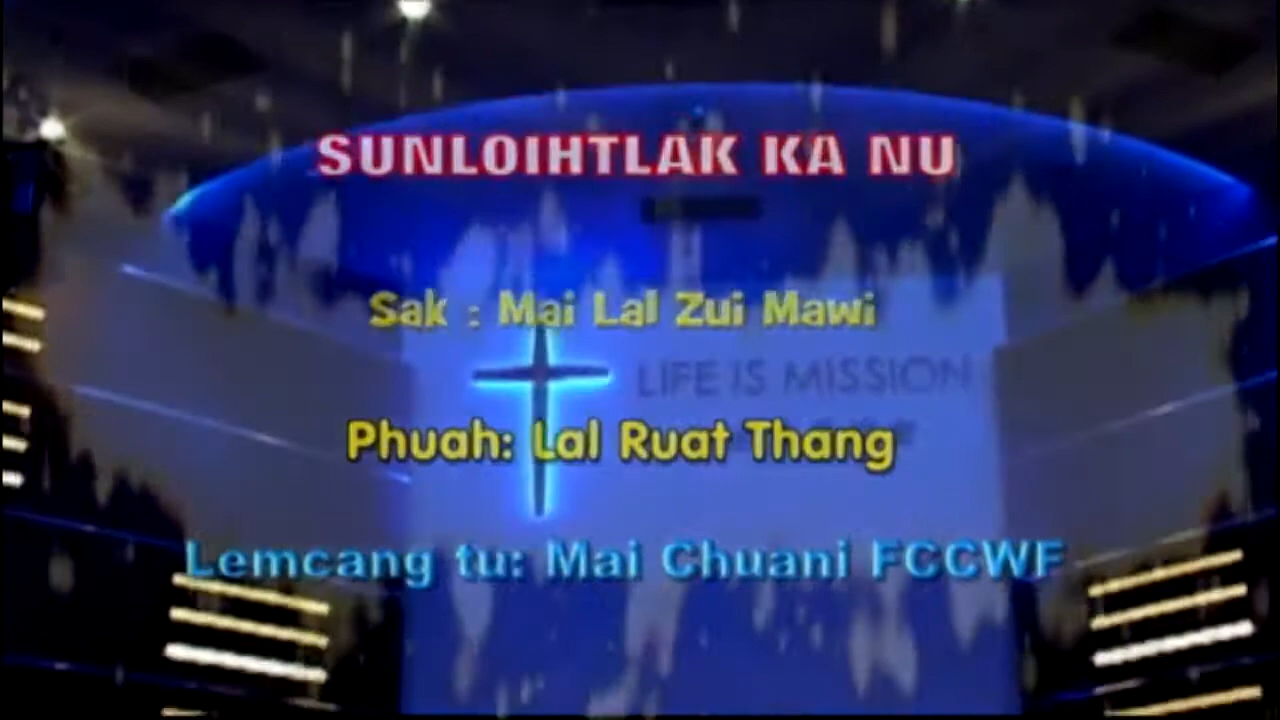 SUNLOIHTLAK KA NU
Sak : Mai Lal Zui Mawi
LIFE IS MISSION
Phuah: Lal Ruat Thang
Lemcang tu: Mai Chuani FCCWF